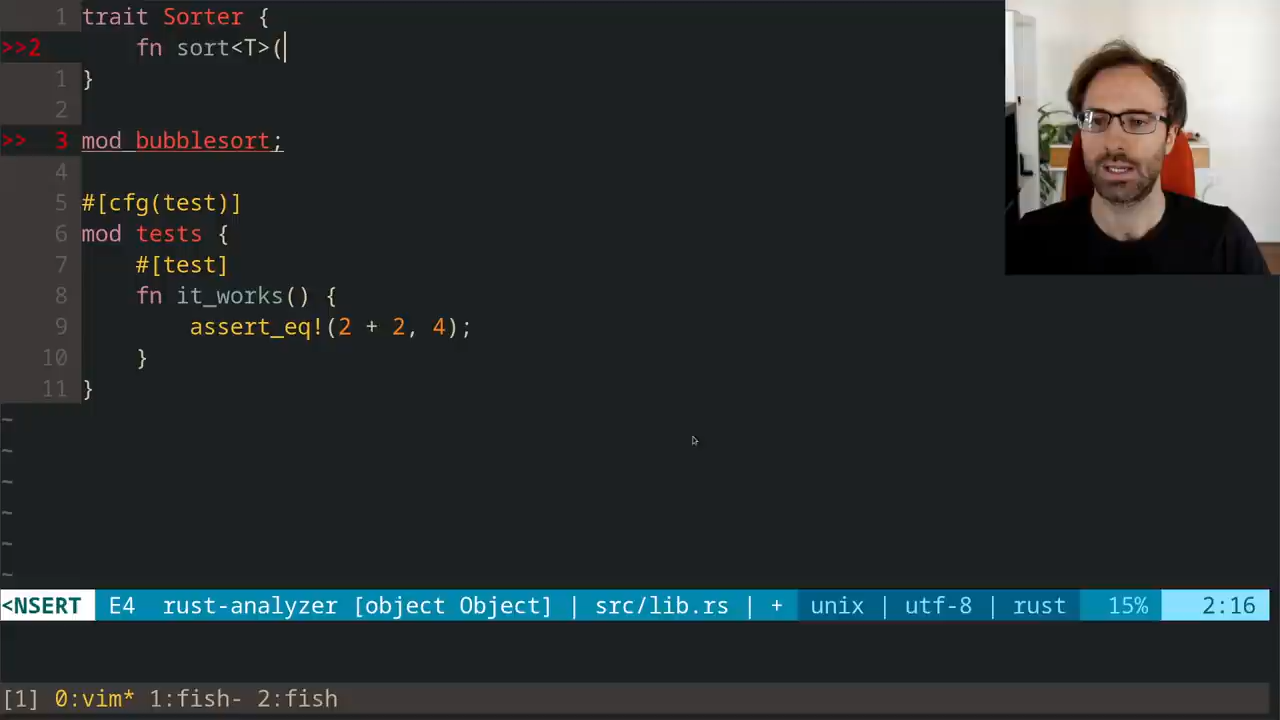 1 trait Sorter {
>>2 fn sort<T>(
1 }
2
>> 3 mod bubblesort;
4
5 #[cfg(test)]
6 mod tests {
7 #[test]
8 fn it_works() {
9 assert_eq!(2 + 2, 4);
10 }
11 }
~
~
~
~
~
~
<NSERT E4 rust-analyzer [object Object] | src/lib.rs | + unix | utf-8 | rust 15% 2:16
[1] 0:vim* 1:fish- 2:fish